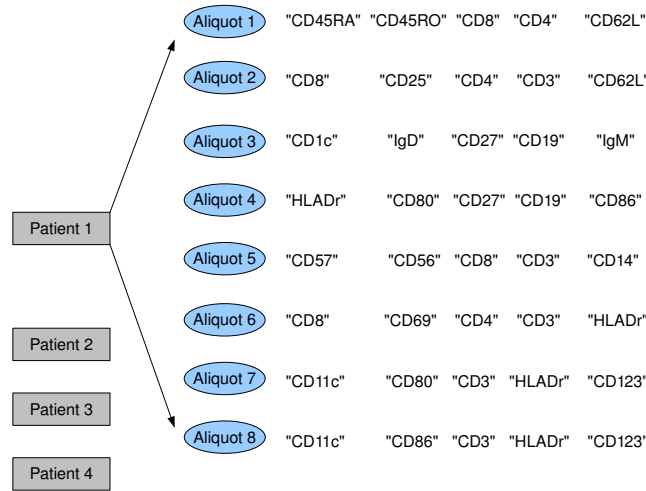 Aliquot 1 "CD45RA" "CD45RO" "CD8" "CD4" "CD62L"
Aliquot 2 "CD8" "CD25" "CD4" "CD3" "CD62L"
Aliquot 3 "CD1c" "IgD" "CD27" "CD19" "IgM"
Aliquot 4 "HLADr" "CD80" "CD27" "CD19" "CD86"
Patient 1
Aliquot 5 "CD57" "CD56" "CD8" "CD3" "CD14"
Aliquot 6 "CD8" "CD69" "CD4" "CD3" "HLADr"
Patient 2
Aliquot 7 "CD11c" "CD80" "CD3" "HLADr" "CD123"
Patient 3
Aliquot 8 "CD11c" "CD86" "CD3" "HLADr" "CD123"
Patient 4